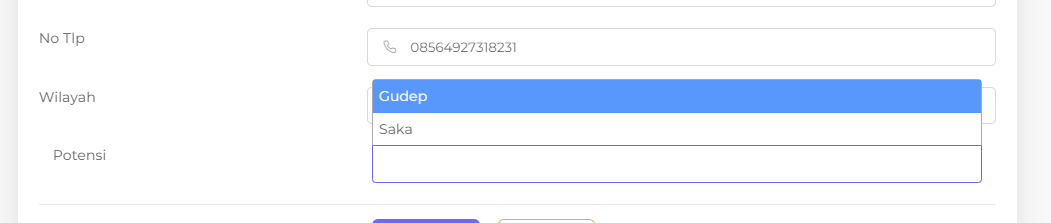 No Tlp
08564927318231
Wilayah
Gudep
Saka
Potensi